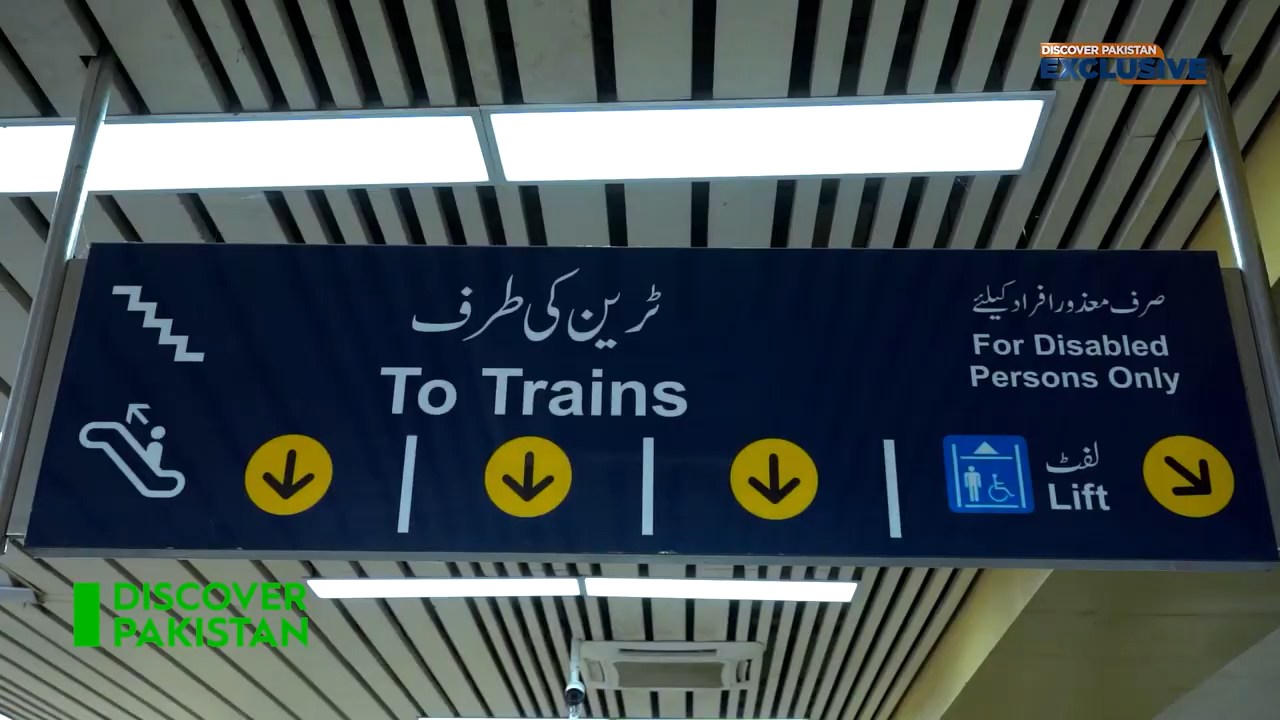 DISCOVER PAKISTAN
EXCLUSIVE
ٹرین کی طرف
To Trains
صرف معذور افراد کیلئے
For Disabled
Persons Only
لفٹ
Lift
DISCOVER
PAKISTAN